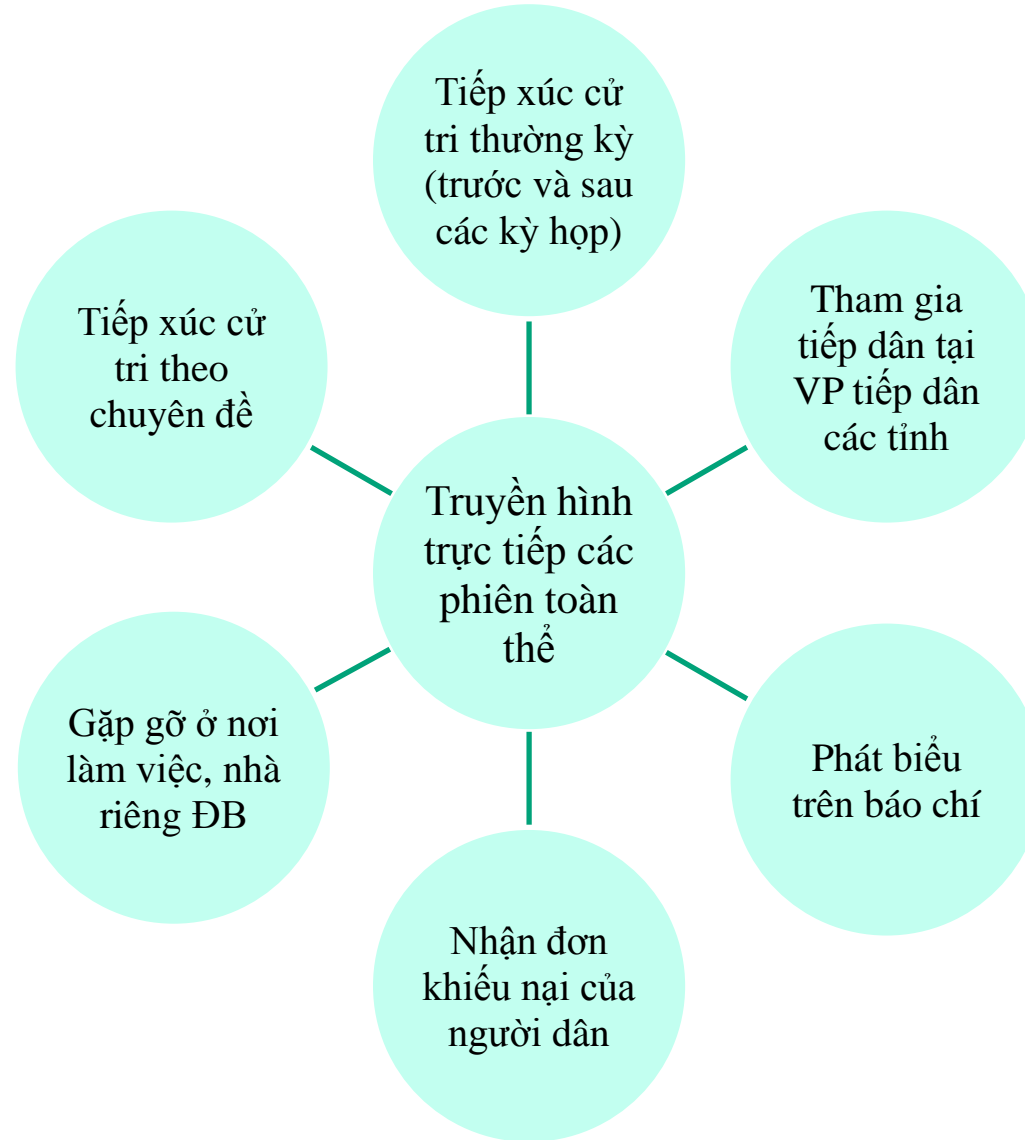 Tiếp xúc cử
tri thường kỳ
(trước và sau
các kỳ họp)
Tham gia
tiếp dân tại
VP tiếp dân
các tỉnh
Tiếp xúc cử
tri theo
chuyên đề
Truyền hình
trực tiếp các
phiên toàn
thể
Gặp gỡ ở nơi
làm việc, nhà
riêng ĐB
Phát biểu
trên báo chí
Nhận đơn
khiếu nại của
người dân